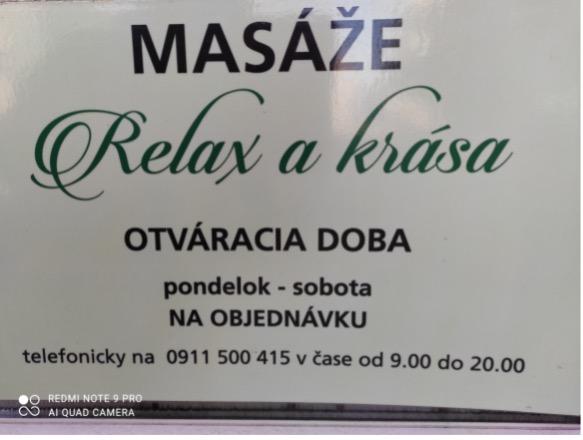 MASÁŽE
Relax a krása
OTVÁRACIA DOBA
pondelok - sobota
NA OBJEDNÁVKU
telefonicky na 0911 500 415 v čase od 9.00 do 20.00
REDMI NOTE 9 PRO
AI QUAD CAMERA